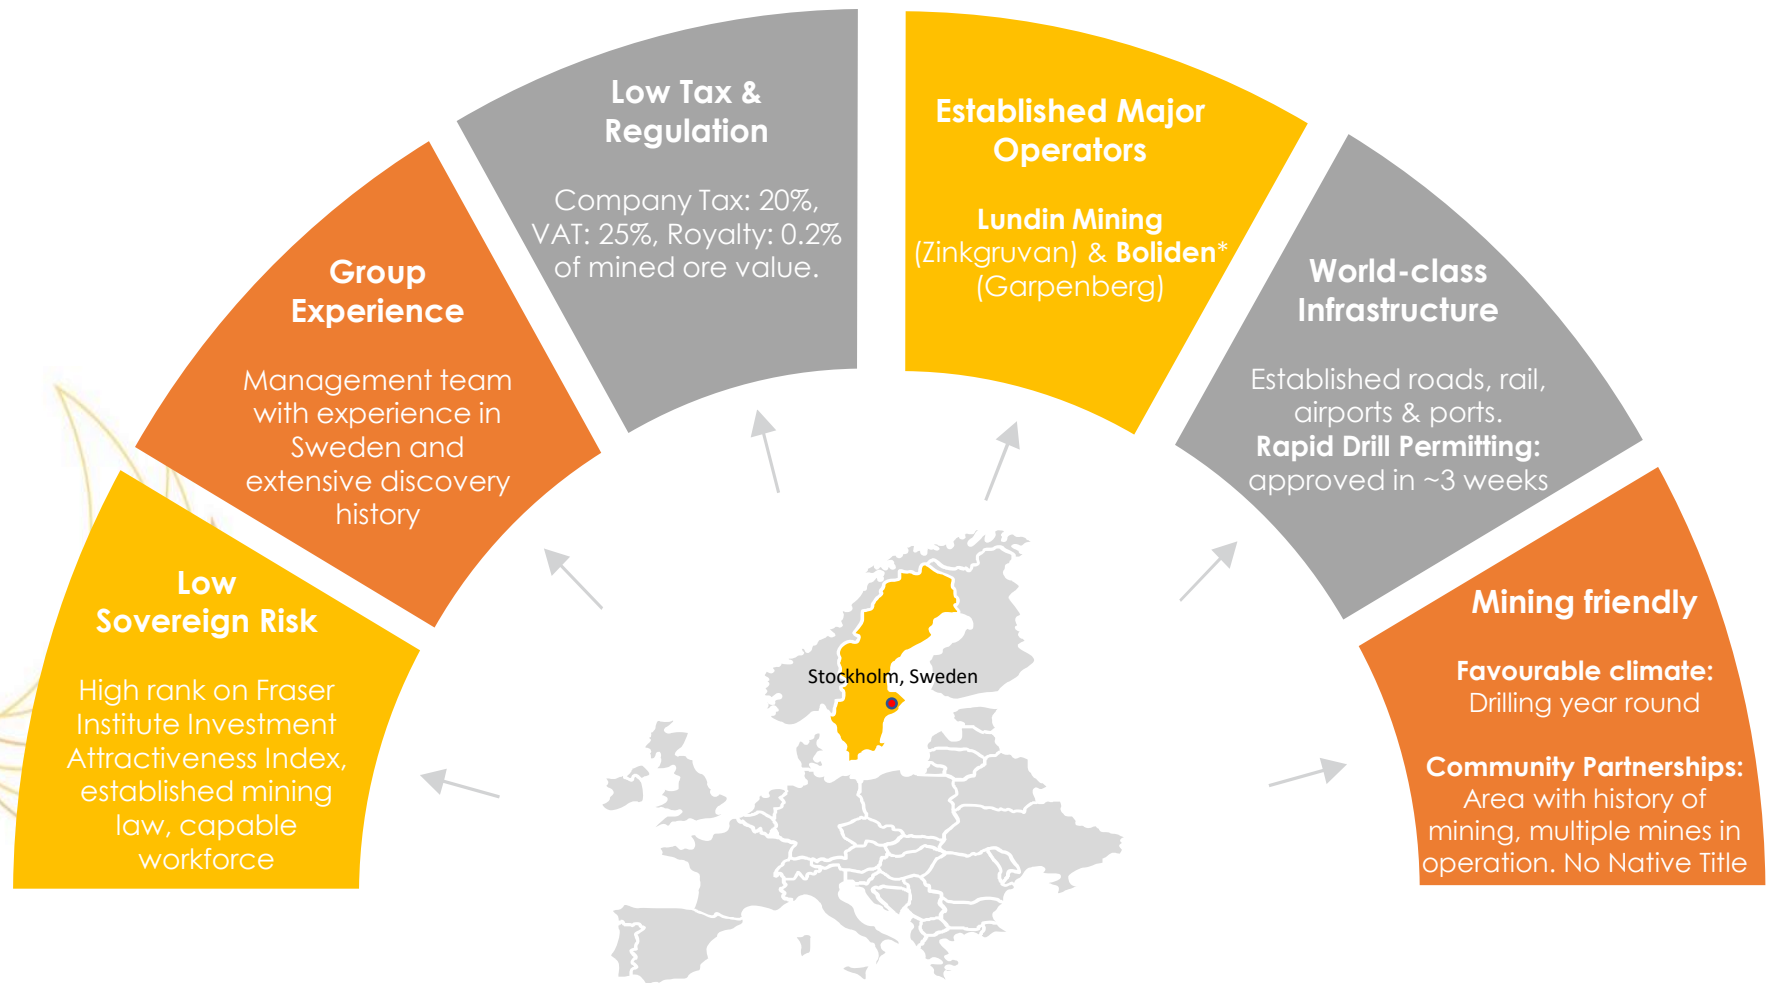 Low Tax &
Regulation
Company Tax: 20%,
VAT: 25%, Royalty: 0.2%
of mined ore value.
Established Major
Operators
Lundin Mining
(Zinkgruvan) & Boliden*
(Garpenberg)
Group
Experience
Management team
with experience in
Sweden and
extensive discovery
history
World-class
Infrastructure
Established roads, rail,
airports & ports.
Rapid Drill Permitting:
approved in ~3 weeks
Low
Sovereign Risk
High rank on Fraser
Institute Investment
Attractiveness Index,
established mining
law, capable
workforce
Mining friendly
Favourable climate:
Drilling year round
Community Partnerships:
Area with history of
mining, multiple mines in
operation. No Native Title
Stockholm, Sweden